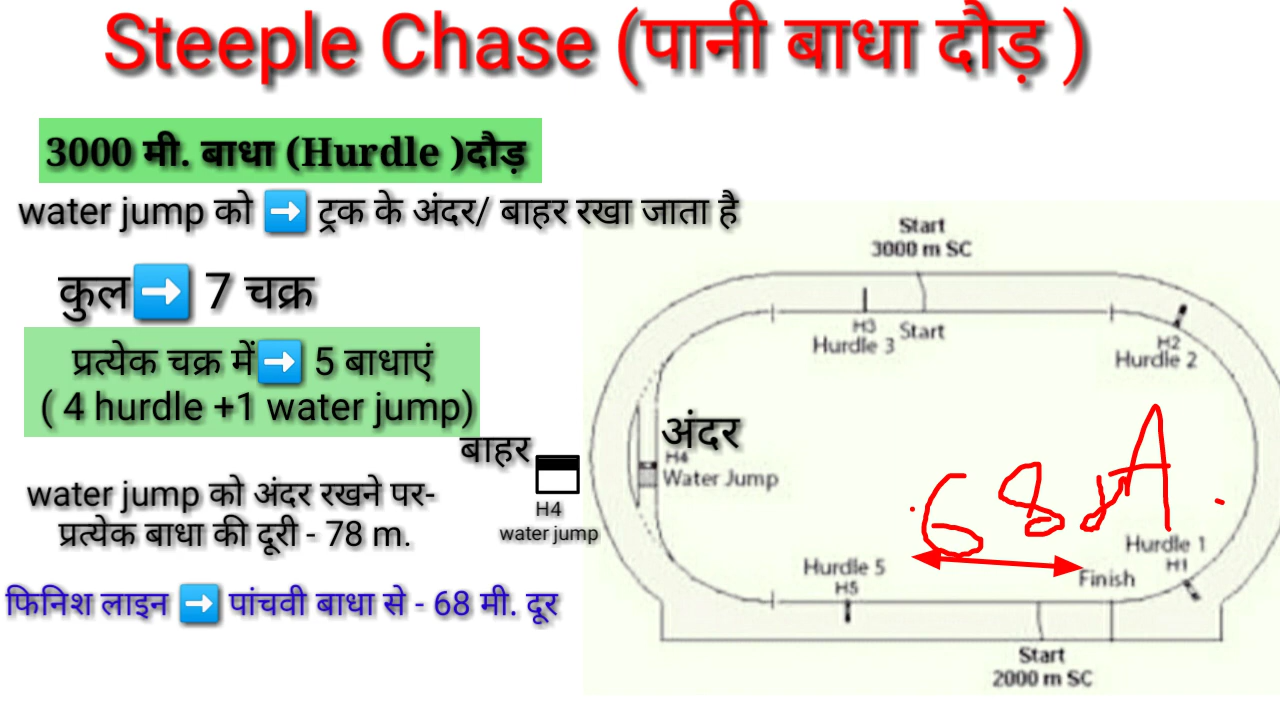 Steeple Chase (पानी बाधा दौड़ )
3000 मी. बाधा (Hurdle )दौड़
water jump को ➡ ट्रक के अंदर/ बाहर रखा जाता है
कुल ➡ 7 चक्र
प्रत्येक चक्र में ➡ 5 बाधाएं
( 4 hurdle +1 water jump)
water jump को अंदर रखने पर-
प्रत्येक बाधा की दूरी - 78 m.
फिनिश लाइन ➡ पांचवी बाधा से - 68 मी. दूर
बाहर
H4
water jump
Start
3000 m SC
H3
Hurdle 3
Start
H2
Hurdle 2
अंदर
H4
Water Jump
68
Hurdle 1
H1
Hurdle 5
H5
Finish
Start
2000 m SC